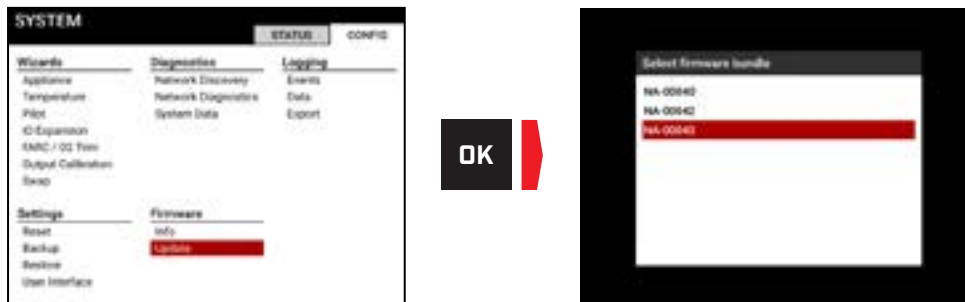 SYSTEM
STATUS
CONFIG
Wizards
Appliance
Temperature
Pilot
IO Expansion
FARC / O2 Trim
Output Calibration
Swap
Diagnostics
Network Discovery
Network Diagnostics
System Data
Logging
Events
Data
Export
Settings
Reset
Backup
Restore
User Interface
Firmware
Info
Update
OK
Select firmware bundle
NA-00040
NA-00042
NA-00043